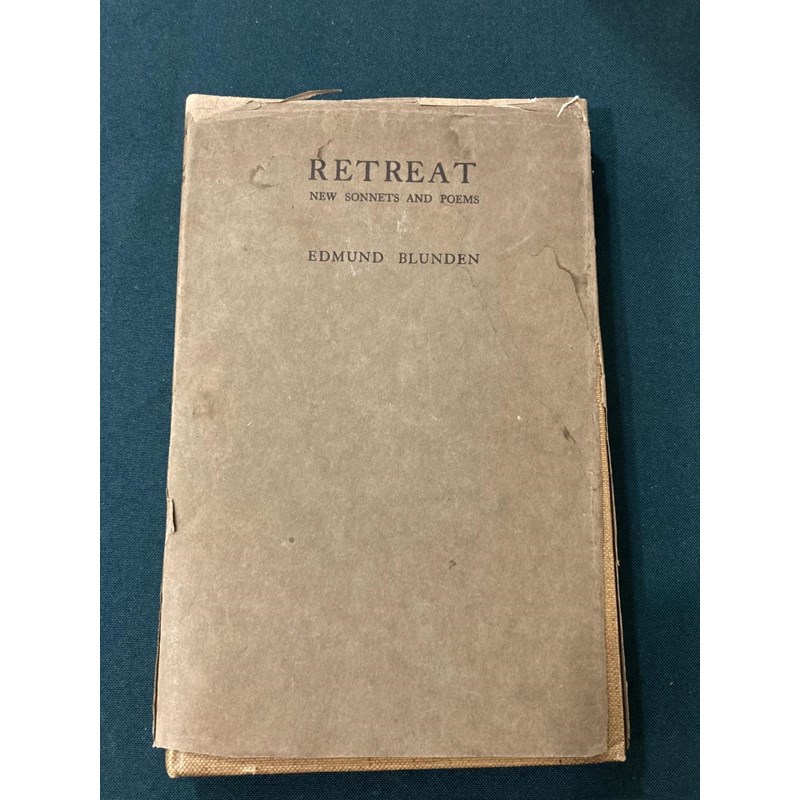 RETREAT
NEW SONNETS AND POEMS
EDMUND BLUNDEN